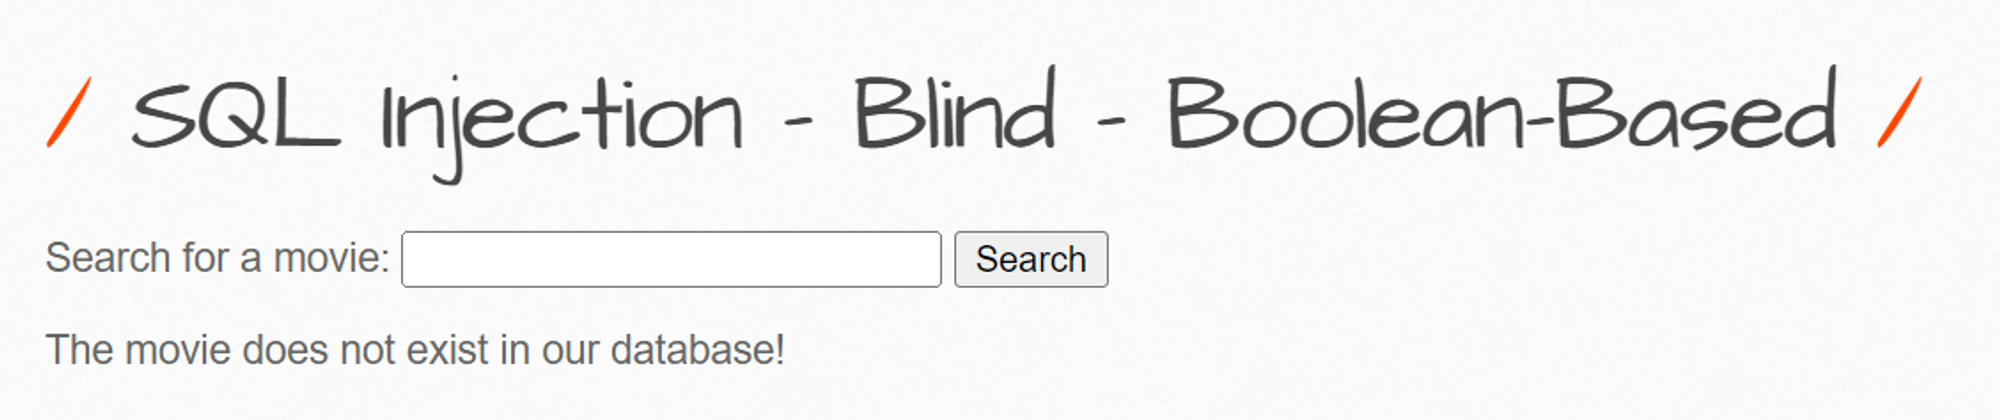 / SQL Injection - Blind - Boolean-Based /
Search for a movie: Search
The movie does not exist in our database!